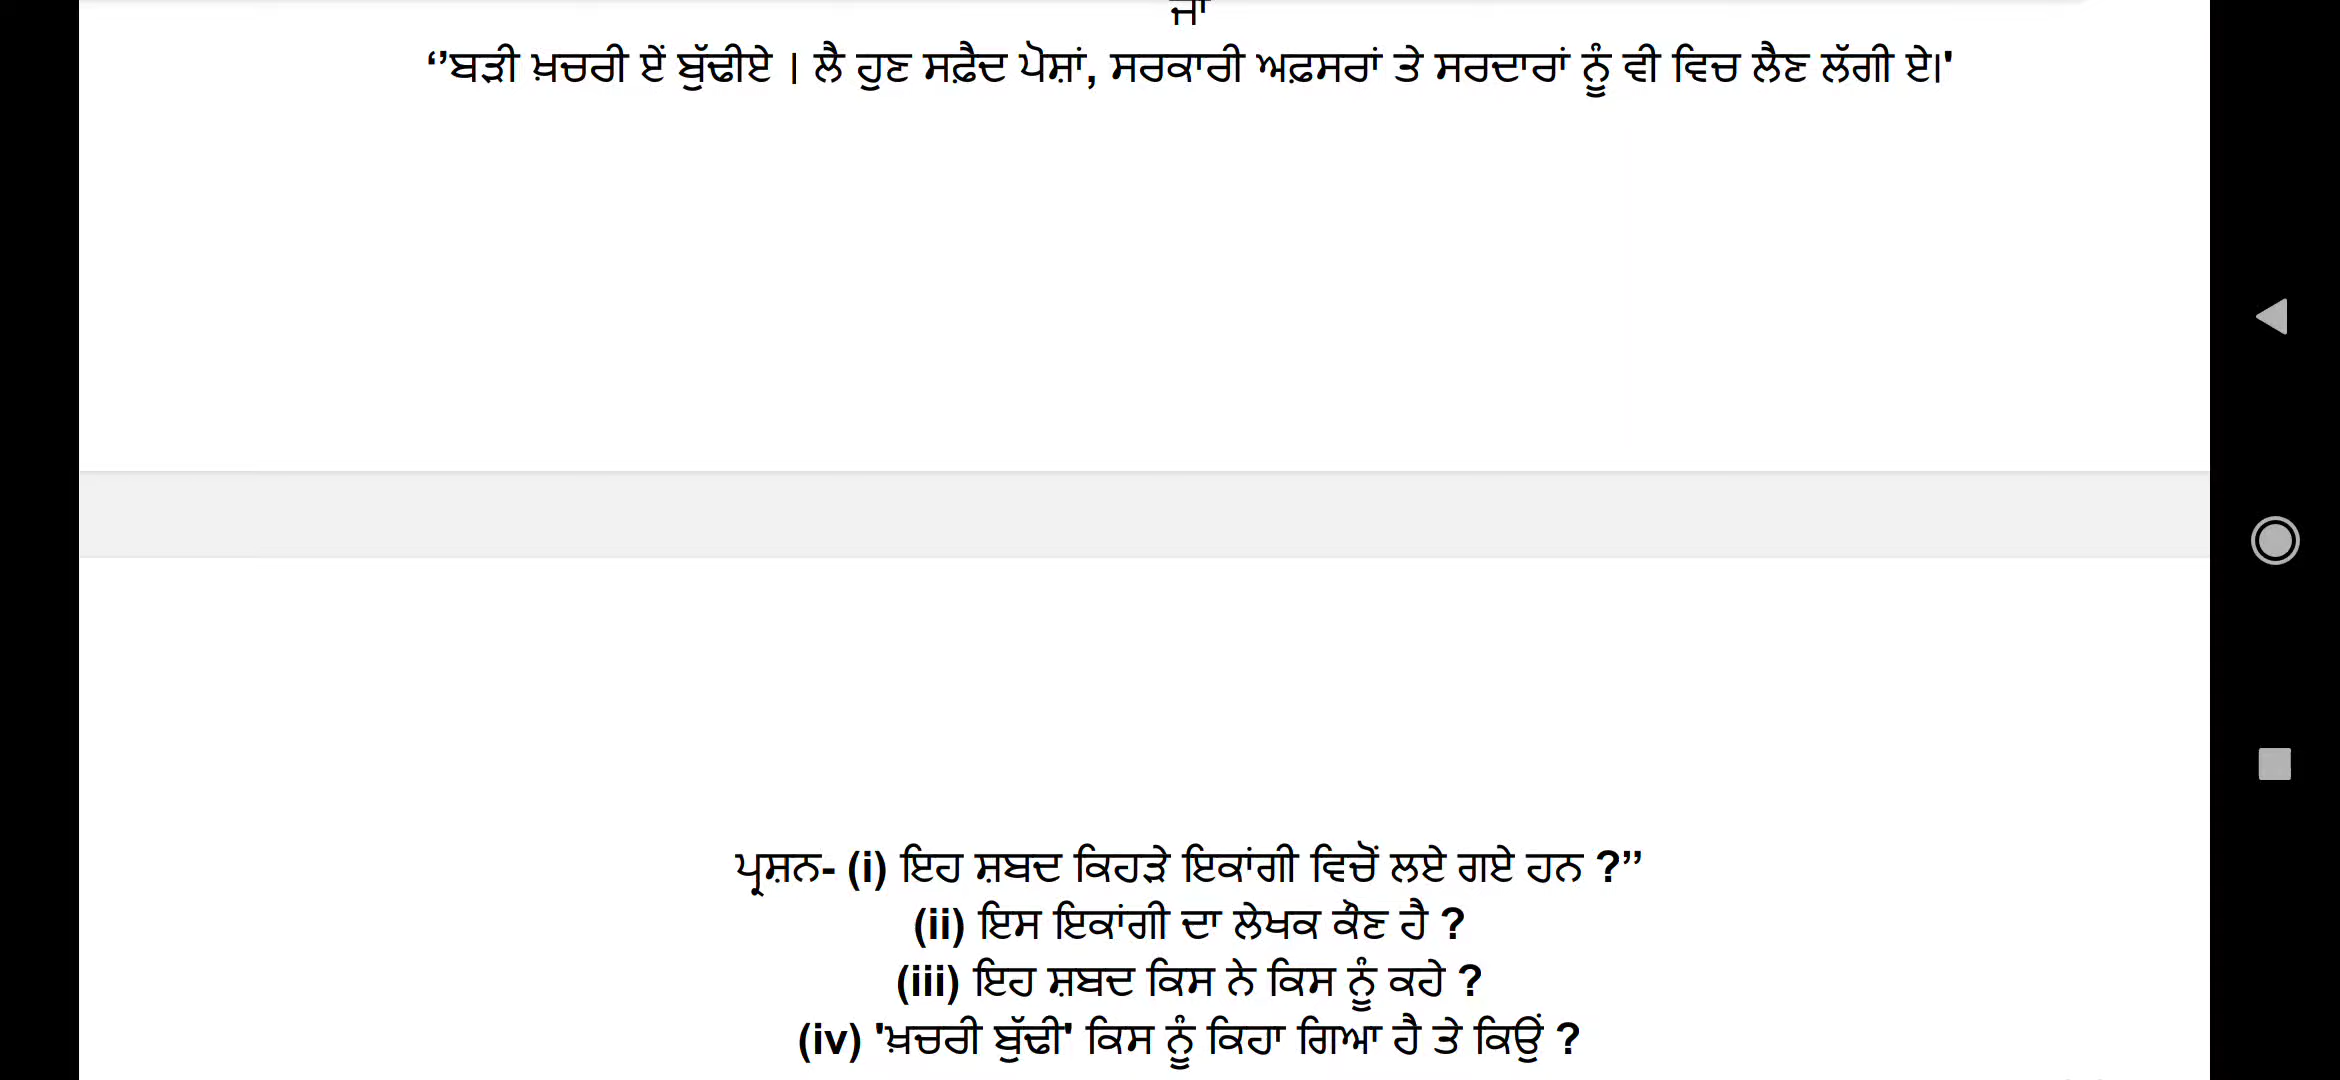 ਜਾਂ
‘’ਬੜੀ ਖ਼ਚਰੀ ਏਂ ਬੁੱਢੀਏ । ਲੈ ਹੁਣ ਸਫ਼ੈਦ ਪੋਸ਼ਾਂ, ਸਰਕਾਰੀ ਅਫ਼ਸਰਾਂ ਤੇ ਸਰਦਾਰਾਂ ਨੂੰ ਵੀ ਵਿਚ ਲੈਣ ਲੱਗੀ ਏ।'
ਪ੍ਰਸ਼ਨ- (i) ਇਹ ਸ਼ਬਦ ਕਿਹੜੇ ਇਕਾਂਗੀ ਵਿਚੋਂ ਲਏ ਗਏ ਹਨ ?’’
(ii) ਇਸ ਇਕਾਂਗੀ ਦਾ ਲੇਖਕ ਕੌਣ ਹੈ ?
(iii) ਇਹ ਸ਼ਬਦ ਕਿਸ ਨੇ ਕਿਸ ਨੂੰ ਕਹੇ ?
(iv) 'ਖ਼ਚਰੀ ਬੁੱਢੀ' ਕਿਸ ਨੂੰ ਕਿਹਾ ਗਿਆ ਹੈ ਤੇ ਕਿਉਂ ?